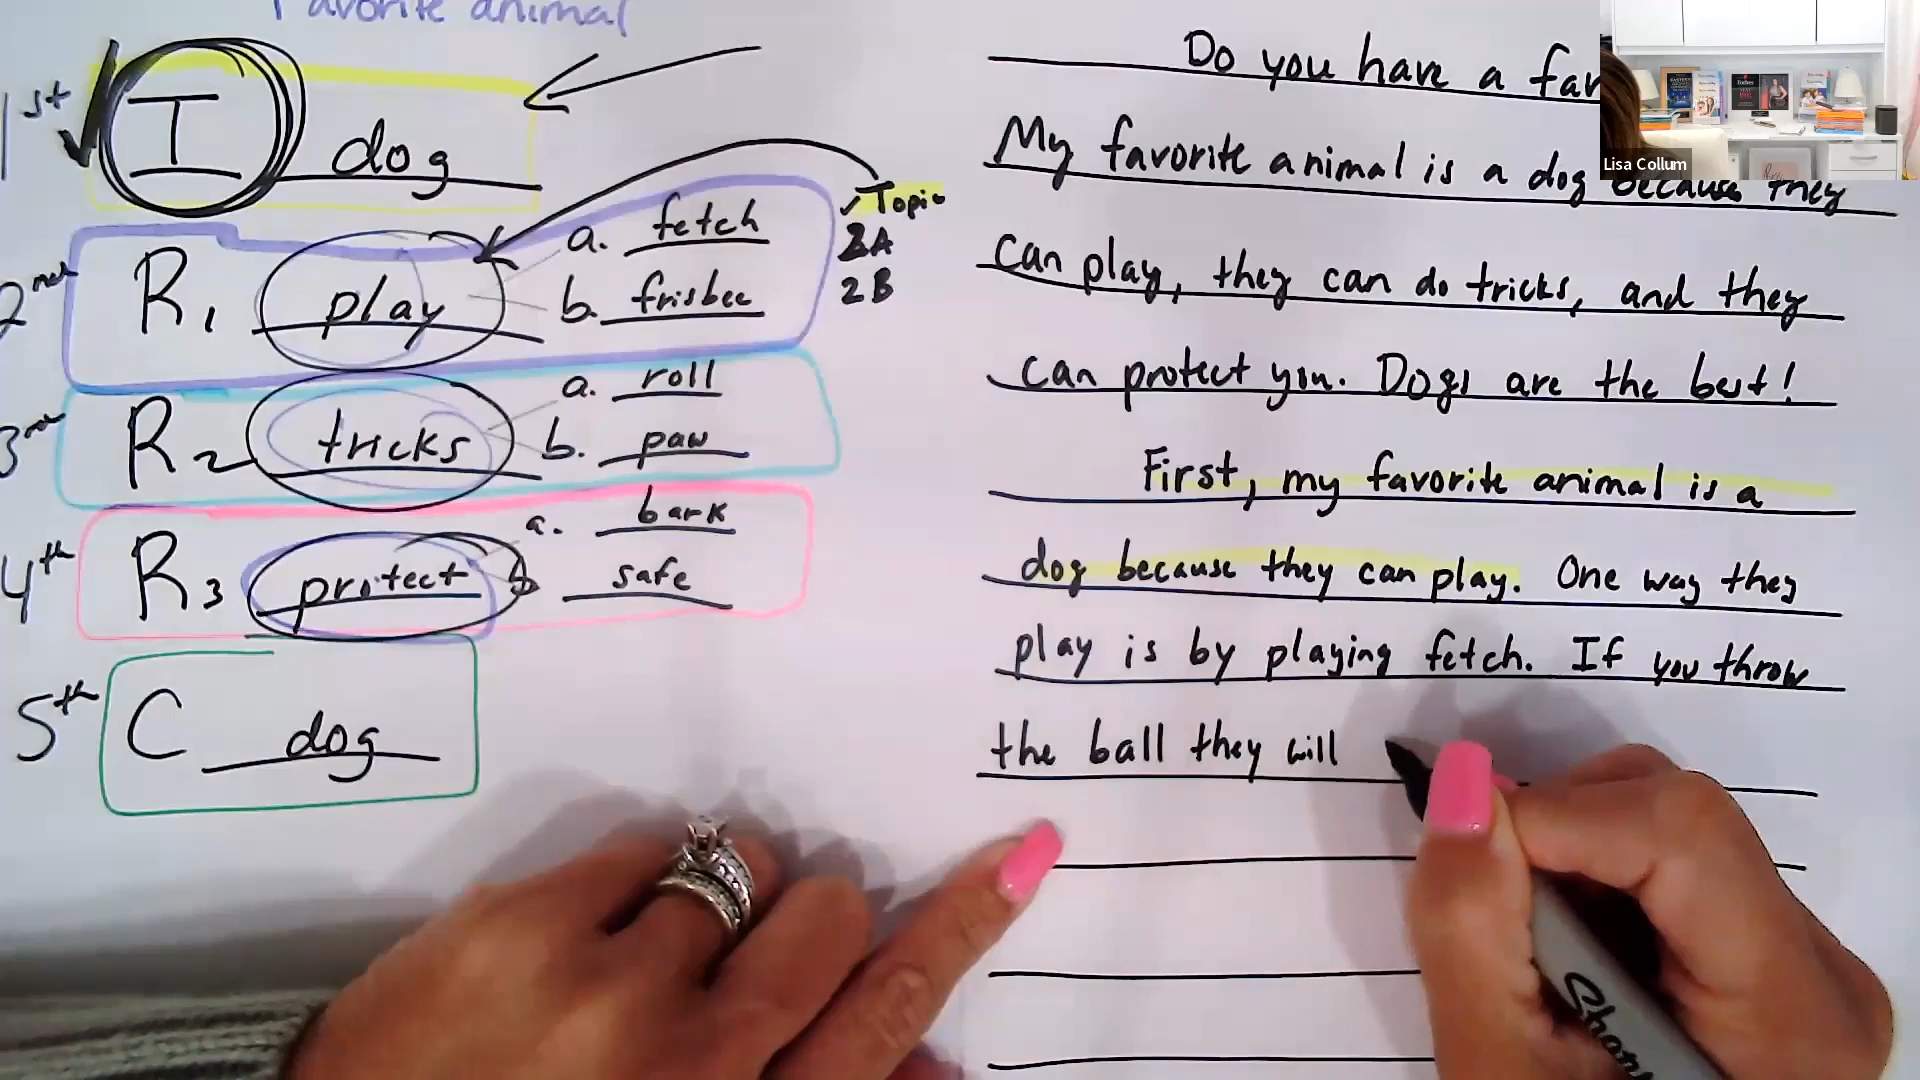 Favorite animal
1st I dog
2nd R1 play a. fetch
b. frisbee
Topic
2A
2B
3rd R2 tricks a. roll
b. paw
4th R3 protect a. bark
b safe
5th C dog
Do you have a fav
My favorite animal is a dog because they
can play, they can do tricks, and they
can protect you. Dogs are the best!
First, my favorite animal is a
dog because they can play. One way they
play is by playing fetch. If you throw
the ball they will
Lisa Collum
Forbes
Sharp